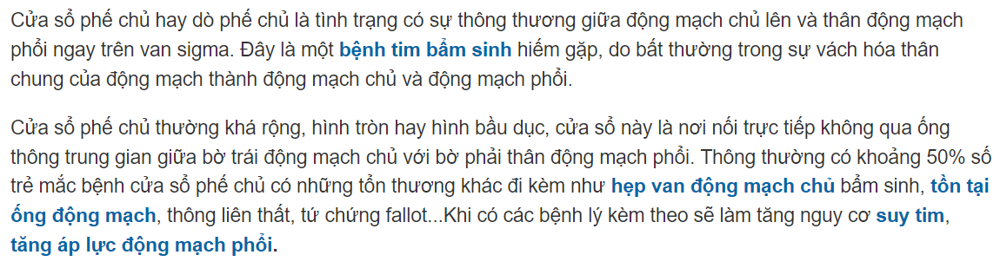 Cửa sổ phế chủ hay dò phế chủ là tình trạng có sự thông thương giữa động mạch chủ lên và thân động mạch
phổi ngay trên van sigma. Đây là một bệnh tim bẩm sinh hiếm gặp, do bất thường trong sự vách hóa thân
chung của động mạch thành động mạch chủ và động mạch phổi.
Cửa sổ phế chủ thường khá rộng, hình tròn hay hình bầu dục, cửa sổ này là nơi nối trực tiếp không qua ống
thông trung gian giữa bờ trái động mạch chủ với bờ phải thân động mạch phổi. Thông thường có khoảng 50% số
trẻ mắc bệnh cửa sổ phế chủ có những tổn thương khác đi kèm như hẹp van động mạch chủ bẩm sinh, tồn tại
ống động mạch, thông liên thất, tứ chứng fallot...Khi có các bệnh lý kèm theo sẽ làm tăng nguy cơ suy tim,
tăng áp lực động mạch phổi.